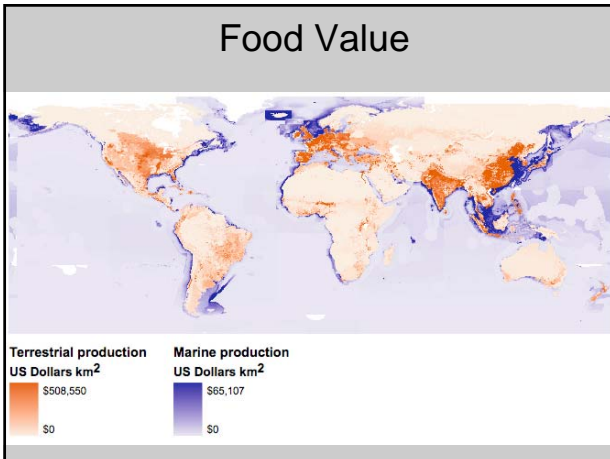 Food Value
Terrestrial production
US Dollars km²
$508,550
$0
Marine production
US Dollars km²
$65,107
$0